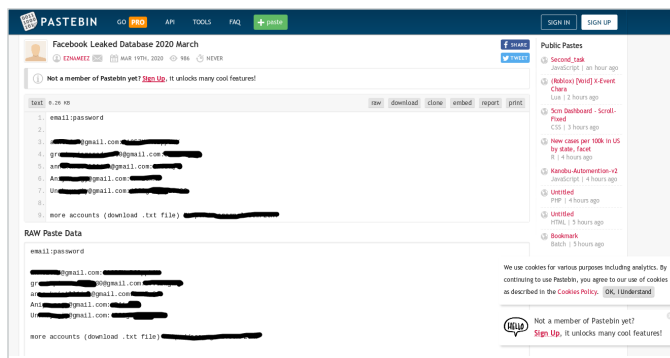 PASTEBIN GO PRO API TOOLS FAQ + paste SIGN IN SIGN UP
Facebook Leaked Database 2020 March
EZNAMEEZ MAR 19TH, 2020 986 NEVER
SHARE
TWEET
Not a member of Pastebin yet? Sign Up, it unlocks many cool features!
text 0.26 KB raw download clone embed report print
1. email:password
2.
3. @gmail.com:
4. @gmail.com:
5. @gmail.com:
6. @gmail.com:
7. @gmail.com:
8.
9. more accounts (download .txt file)
RAW Paste Data
email:password
@gmail.com:
@gmail.com:
@gmail.com:
@gmail.com:
@gmail.com:
more accounts (download .txt file)
Public Pastes
Second_task
JavaScript | an hour ago
(Roblox) [Void] X-Event
Chara
Lua | 2 hours ago
Scm Dashboard - Scroll-
Fixed
CSS | 3 hours ago
New cases per 100k in US
by state, facet
R | 4 hours ago
Kanobu-Automention-v2
JavaScript | 4 hours ago
Untitled
PHP | 4 hours ago
Untitled
HTML | 5 hours ago
Bookmark
Batch | 5 hours ago
We use cookies for various purposes including analytics. By
continuing to use Pastebin, you agree to our use of cookies
as described in the Cookies Policy. OK, I Understand
HELLO
Not a member of Pastebin yet?
Sign Up, it unlocks many cool features!